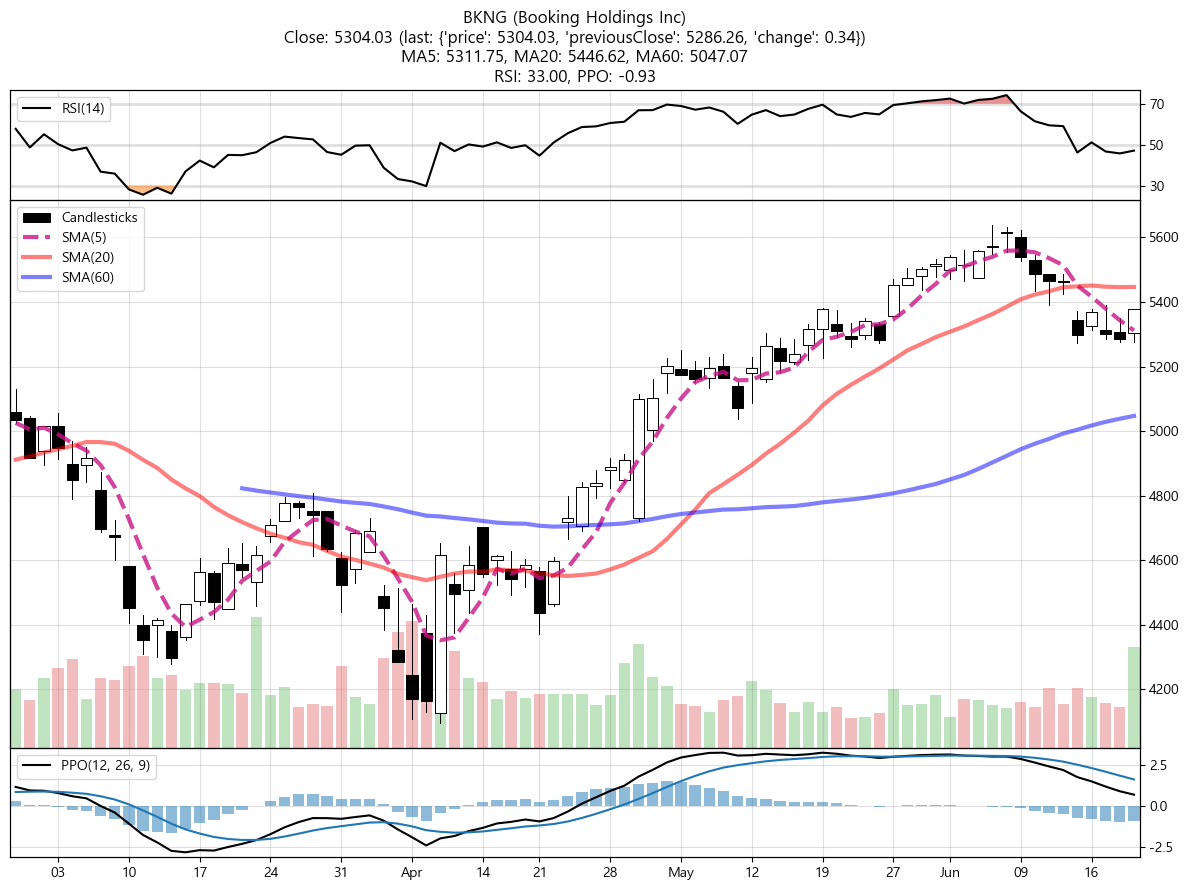 BKNG (Booking Holdings Inc)
Close: 5304.03 (last: {'price': 5304.03, 'previousClose': 5286.26, 'change': 0.34})
MA5: 5311.75, MA20: 5446.62, MA60: 5047.07
RSI: 33.00, PPO: -0.93
RSI(14)
70
50
30
Candlesticks
SMA(5)
SMA(20)
SMA(60)
5600
5400
5200
5000
4800
4600
4400
4200
PPO(12, 26, 9)
2.5
0.0
-2.5
03 10 17 24 31 Apr 14 21 28 May 12 19 27 Jun 09 16